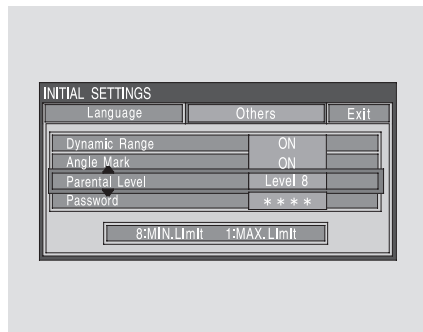 INITIAL SETTINGS
Language Others Exit
Dynamic Range ON
Angle Mark ON
Parental Level Level 8
Password ****
8:MIN.LImIt 1:MAX.LImIt